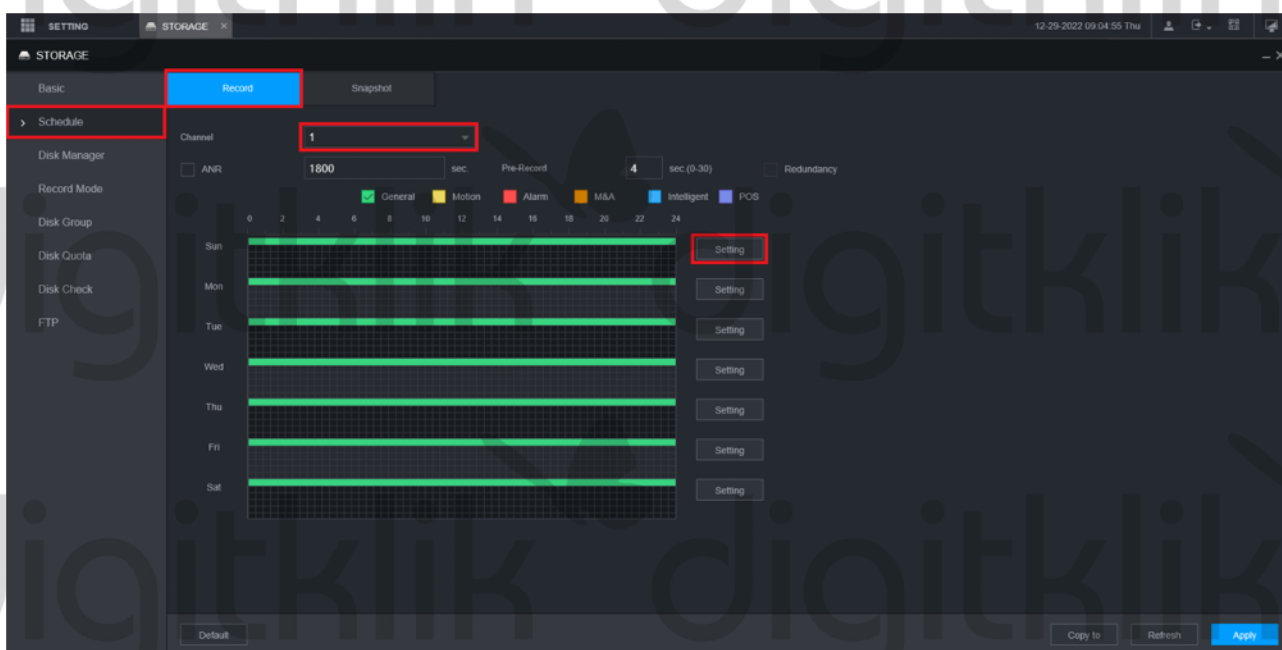 SETTING STORAGE × 12-29-2022 09:04:55 Thu
STORAGE
Basic Record Snapshot
Schedule
Channel 1
Disk Manager
ANR 1800 sec. Pre-Record 4 sec.(0-30) Redundancy
Record Mode
General Motion Alarm M&A Intelligent POS
Disk Group
0 2 4 6 8 10 12 14 16 18 20 22 24
Sun Setting
Disk Quota
Mon Setting
Disk Check
Tue Setting
FTP
Wed Setting
Thu Setting
Fri Setting
Sat Setting
Default Copy to Refresh Apply
digitklik